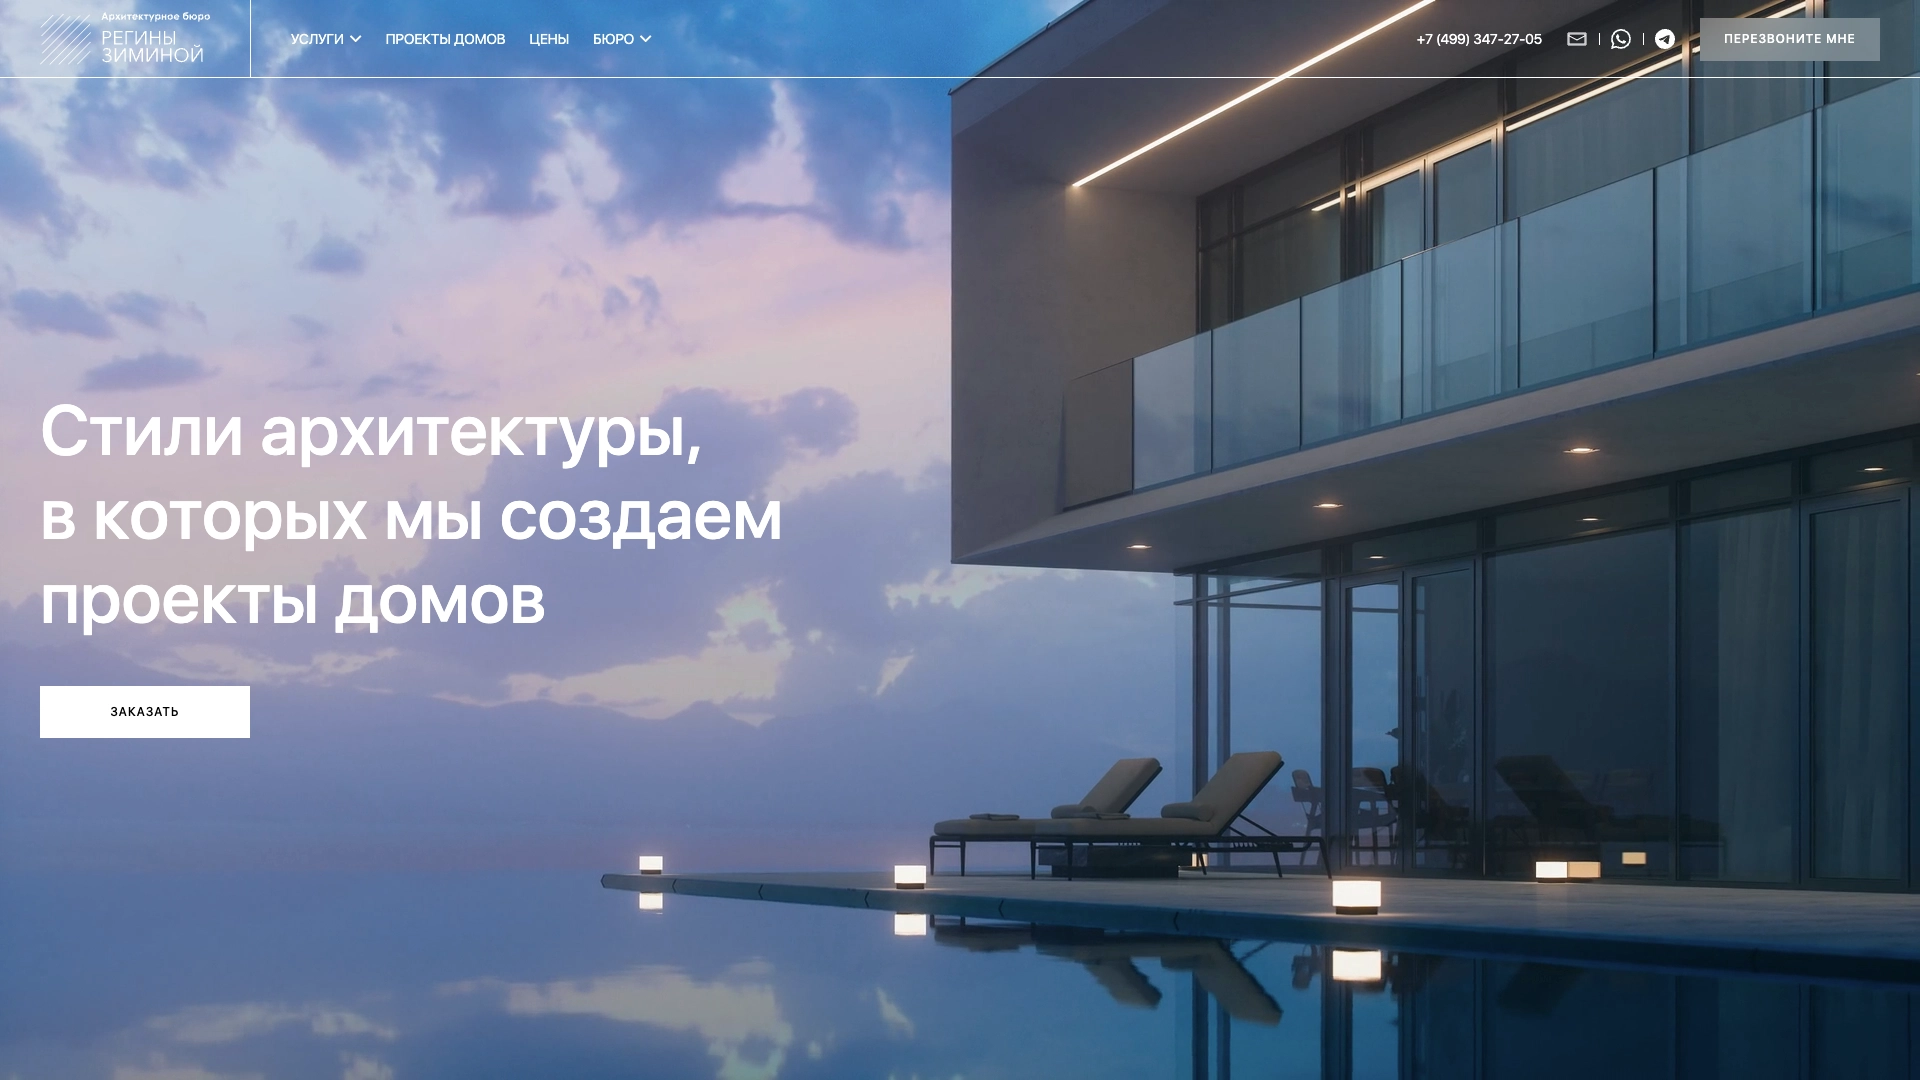 Архитектурное бюро
РЕГИНЫ
ЗИМИНОЙ
УСЛУГИ
ПРОЕКТЫ ДОМОВ
ЦЕНЫ
БЮРО
+7 (499) 347-27-05
ПЕРЕЗВОНИТЕ МНЕ
Стили архитектуры,
в которых мы создаем
проекты домов
ЗАКАЗАТЬ